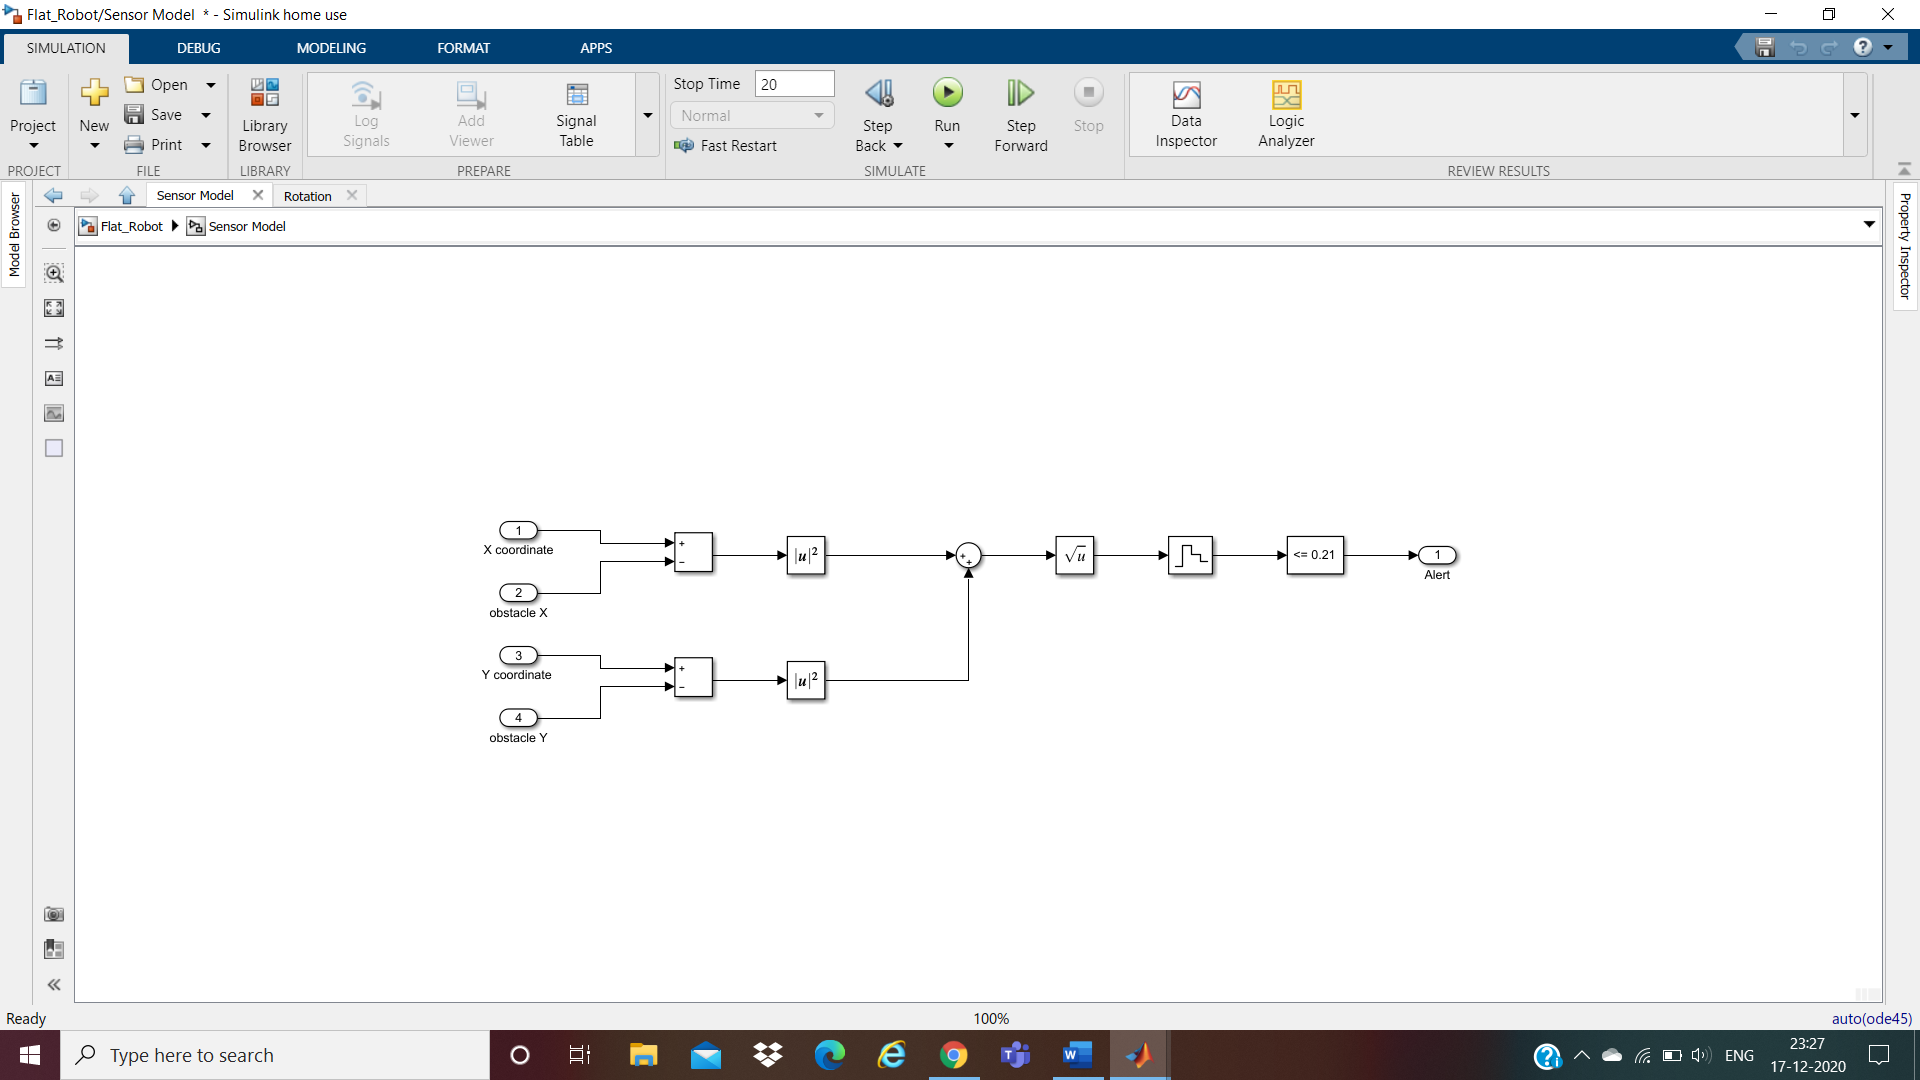 Flat_Robot/Sensor Model * - Simulink home use
SIMULATION DEBUG MODELING FORMAT APPS
Project
PROJECT
New
Open
Save
Print
FILE
Library
Browser
LIBRARY
Log
Signals
Add
Viewer
Signal
Table
PREPARE
Stop Time 20
Normal
Fast Restart
Step
Back
Run
Step
Forward
Stop
SIMULATE
Data
Inspector
Logic
Analyzer
REVIEW RESULTS
Model Browser
Sensor Model
Rotation
Flat_Robot Sensor Model
Property Inspector
1
X coordinate
2
obstacle X
3
Y coordinate
4
obstacle Y
+
−
+
−
|u|²
|u|²
+
+
√u
<= 0.21
1
Alert
Ready
100%
auto(ode45)
Type here to search
ENG
23:27
17-12-2020